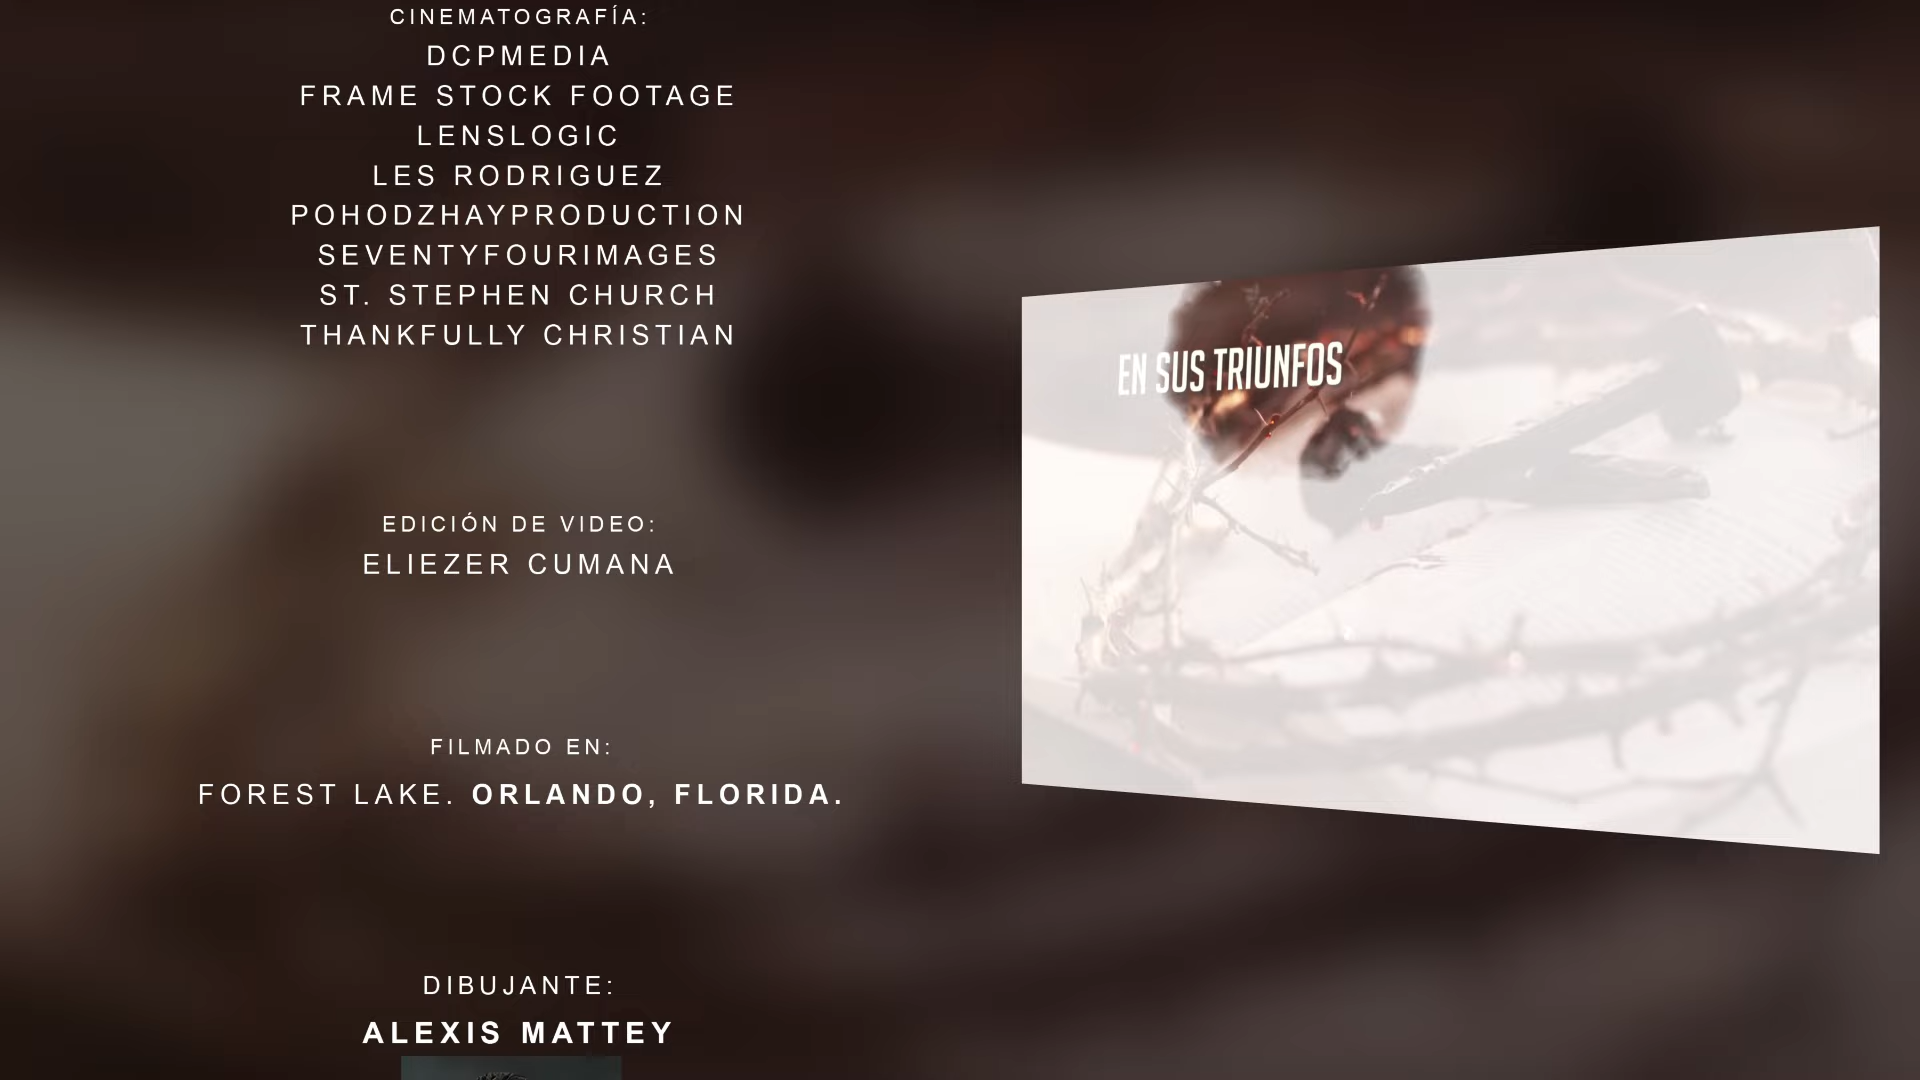 CINEMATOGRAFÍA:
DCPMEDIA
FRAME STOCK FOOTAGE
LENSLOGIC
LES RODRIGUEZ
POHODZHAYPRODUCTION
SEVENTYFOURIMAGES
ST. STEPHEN CHURCH
THANKFULLY CHRISTIAN
EDICIÓN DE VIDEO:
ELIEZER CUMANA
FILMADO EN:
FOREST LAKE. ORLANDO, FLORIDA.
DIBUJANTE:
ALEXIS MATTEY
EN SUS TRIUNFOS